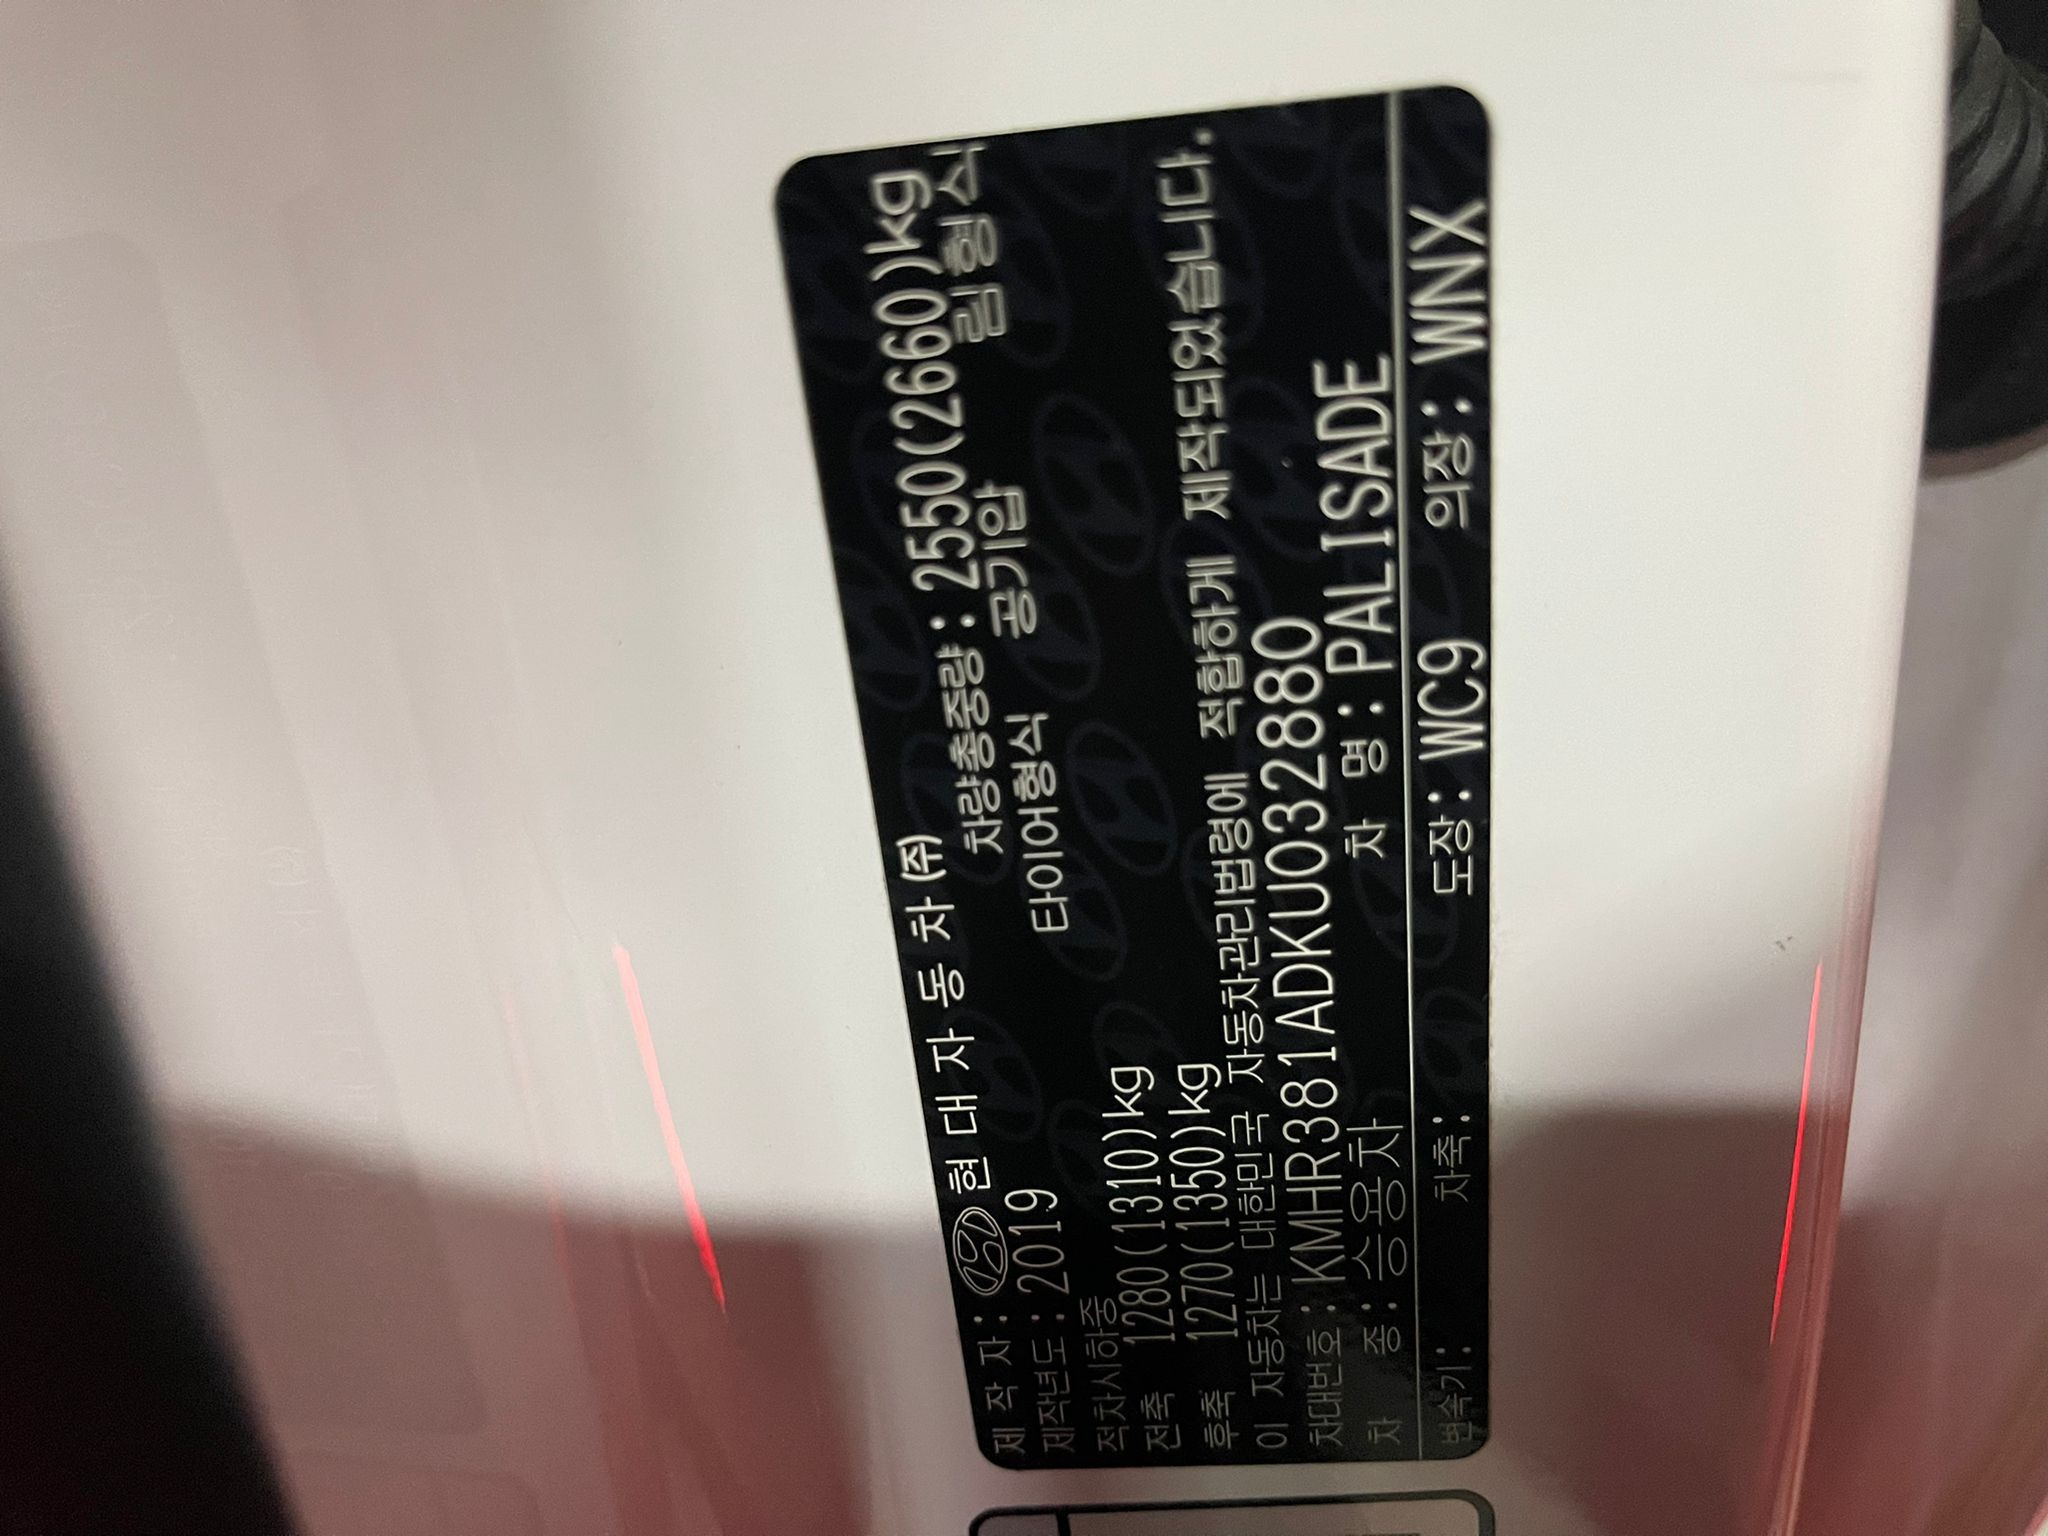 제 작 자 : 현 대 자 동 차 (주)
제작년도 : 2019 차량총중량 : 2550(2660)kg
적차시하중 타이어형식 공기압 림 형 식
전축 1280(1310)kg
후축 1270(1350)kg
이 자동차는 대한민국 자동차관리법령에 적합하게 제작되었습니다.
차대번호 : KMHR381ADKU032880
차 종 : 승용차 차 명 : PALISADE
변속기 : 차축 : 도장 : WC9 의장 : WNX